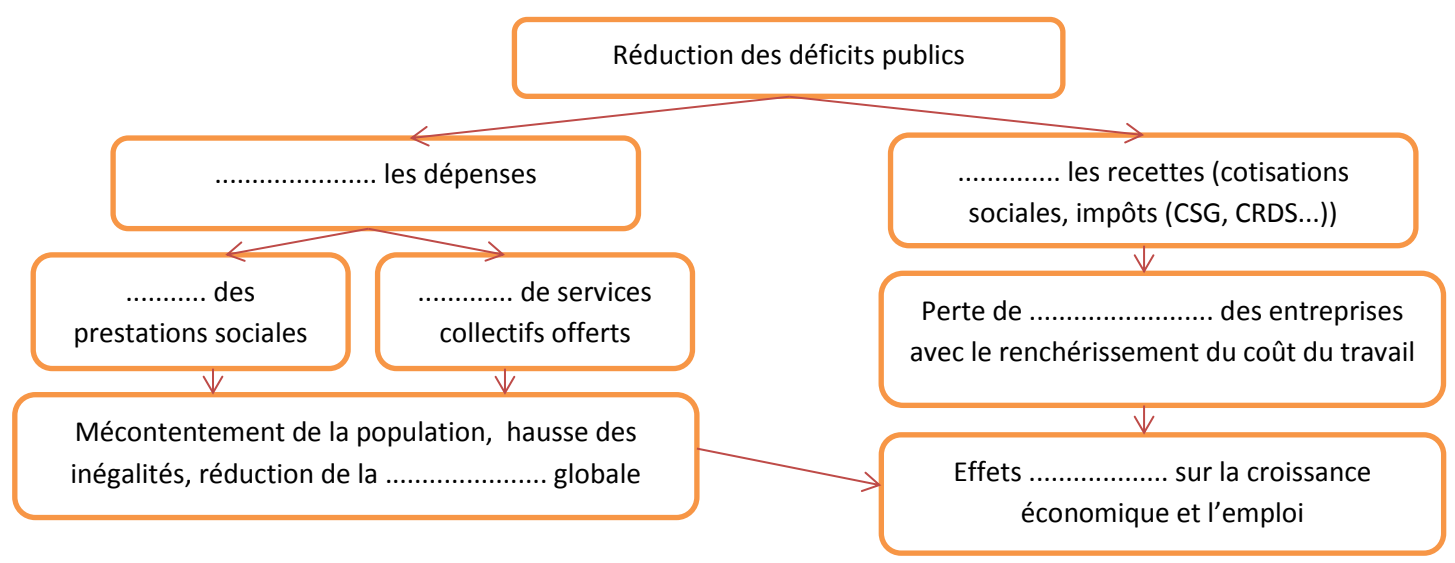 Réduction des déficits publics
...................... les dépenses
.............. les recettes (cotisations
sociales, impôts (CSG, CRDS...))
........... des
prestations sociales
............. de services
collectifs offerts
Perte de ......................... des entreprises
avec le renchérissement du coût du travail
Mécontentement de la population,  hausse des
inégalités, réduction de la ...................... globale
Effets ................... sur la croissance
économique et l’emploi